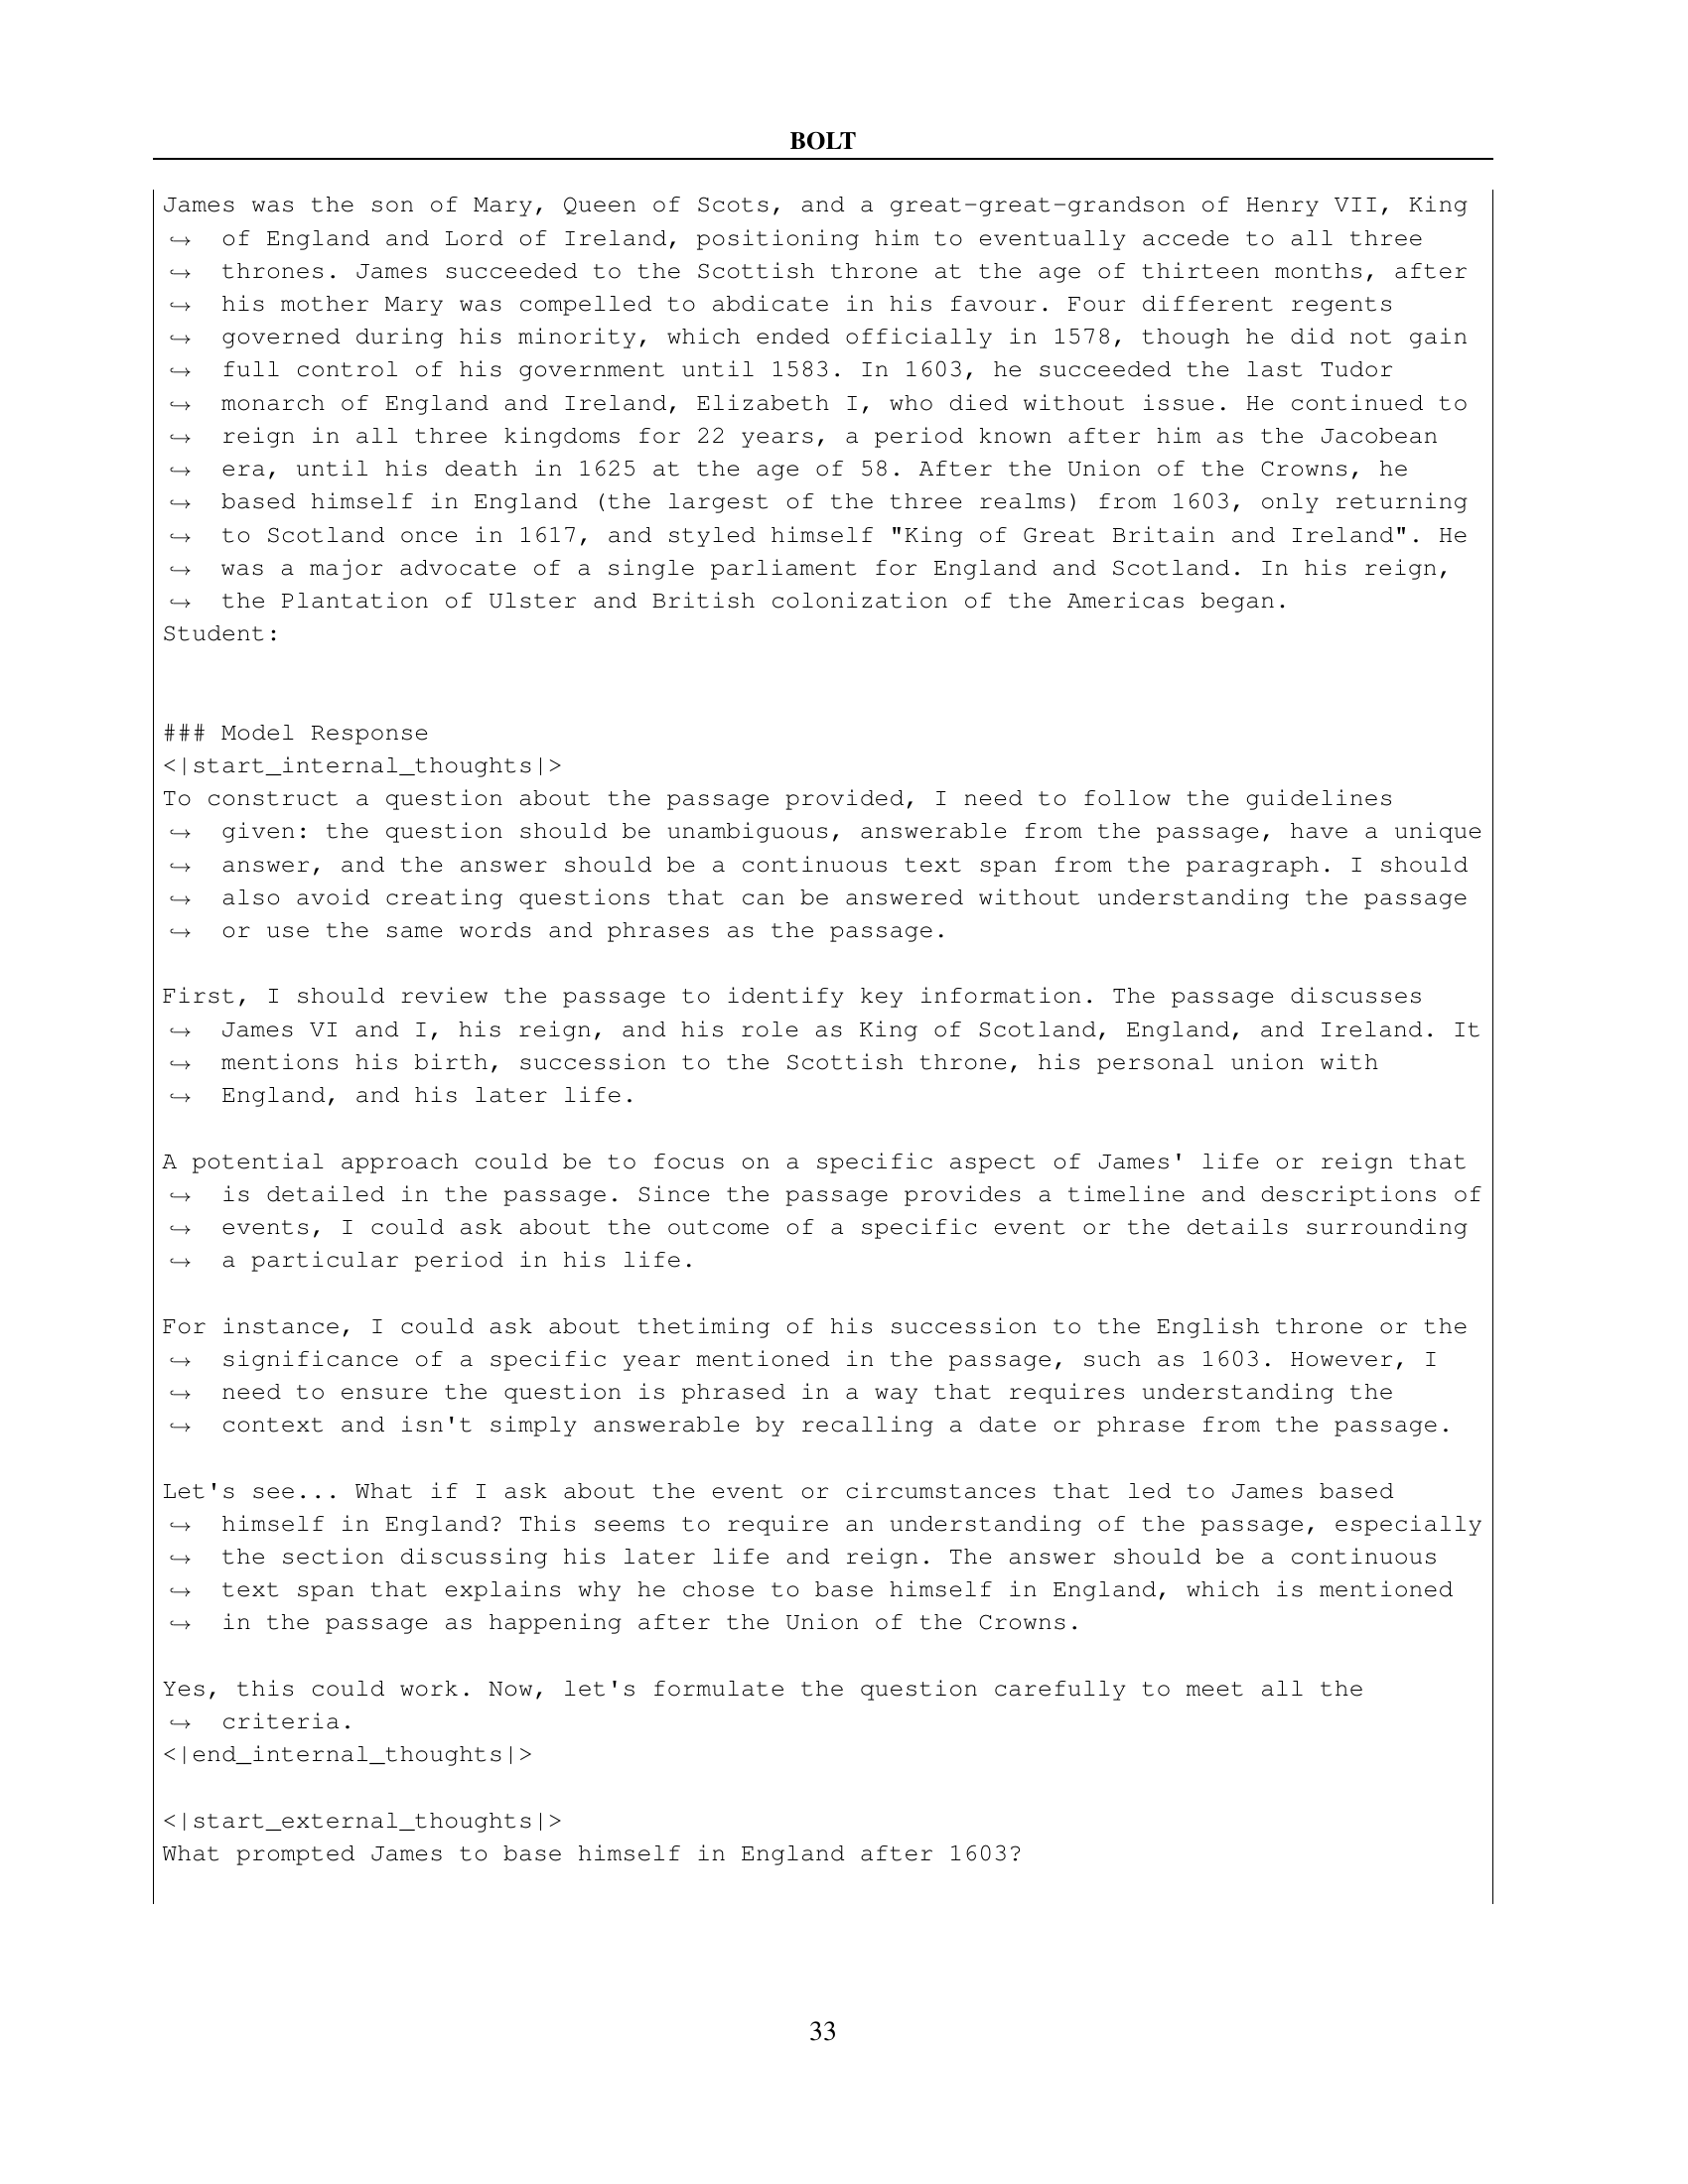 BOLT
James was the son of Mary, Queen of Scots, and a great-great-grandson of Henry VII, King
↪ of England and Lord of Ireland, positioning him to eventually accede to all three
↪ thrones. James succeeded to the Scottish throne at the age of thirteen months, after
↪ his mother Mary was compelled to abdicate in his favour. Four different regents
↪ governed during his minority, which ended officially in 1578, though he did not gain
↪ full control of his government until 1583. In 1603, he succeeded the last Tudor
↪ monarch of England and Ireland, Elizabeth I, who died without issue. He continued to
↪ reign in all three kingdoms for 22 years, a period known after him as the Jacobean
↪ era, until his death in 1625 at the age of 58. After the Union of the Crowns, he
↪ based himself in England (the largest of the three realms) from 1603, only returning
↪ to Scotland once in 1617, and styled himself "King of Great Britain and Ireland". He
↪ was a major advocate of a single parliament for England and Scotland. In his reign,
↪ the Plantation of Ulster and British colonization of the Americas began.
Student:
### Model Response
<|start_internal_thoughts|>
To construct a question about the passage provided, I need to follow the guidelines
↪ given: the question should be unambiguous, answerable from the passage, have a unique
↪ answer, and the answer should be a continuous text span from the paragraph. I should
↪ also avoid creating questions that can be answered without understanding the passage
↪ or use the same words and phrases as the passage.
First, I should review the passage to identify key information. The passage discusses
↪ James VI and I, his reign, and his role as King of Scotland, England, and Ireland. It
↪ mentions his birth, succession to the Scottish throne, his personal union with
↪ England, and his later life.
A potential approach could be to focus on a specific aspect of James' life or reign that
↪ is detailed in the passage. Since the passage provides a timeline and descriptions of
↪ events, I could ask about the outcome of a specific event or the details surrounding
↪ a particular period in his life.
For instance, I could ask about thetiming of his succession to the English throne or the
↪ significance of a specific year mentioned in the passage, such as 1603. However, I
↪ need to ensure the question is phrased in a way that requires understanding the
↪ context and isn't simply answerable by recalling a date or phrase from the passage.
Let's see... What if I ask about the event or circumstances that led to James based
↪ himself in England? This seems to require an understanding of the passage, especially
↪ the section discussing his later life and reign. The answer should be a continuous
↪ text span that explains why he chose to base himself in England, which is mentioned
↪ in the passage as happening after the Union of the Crowns.
Yes, this could work. Now, let's formulate the question carefully to meet all the
↪ criteria.
<|end_internal_thoughts|>
<|start_external_thoughts|>
What prompted James to base himself in England after 1603?
33